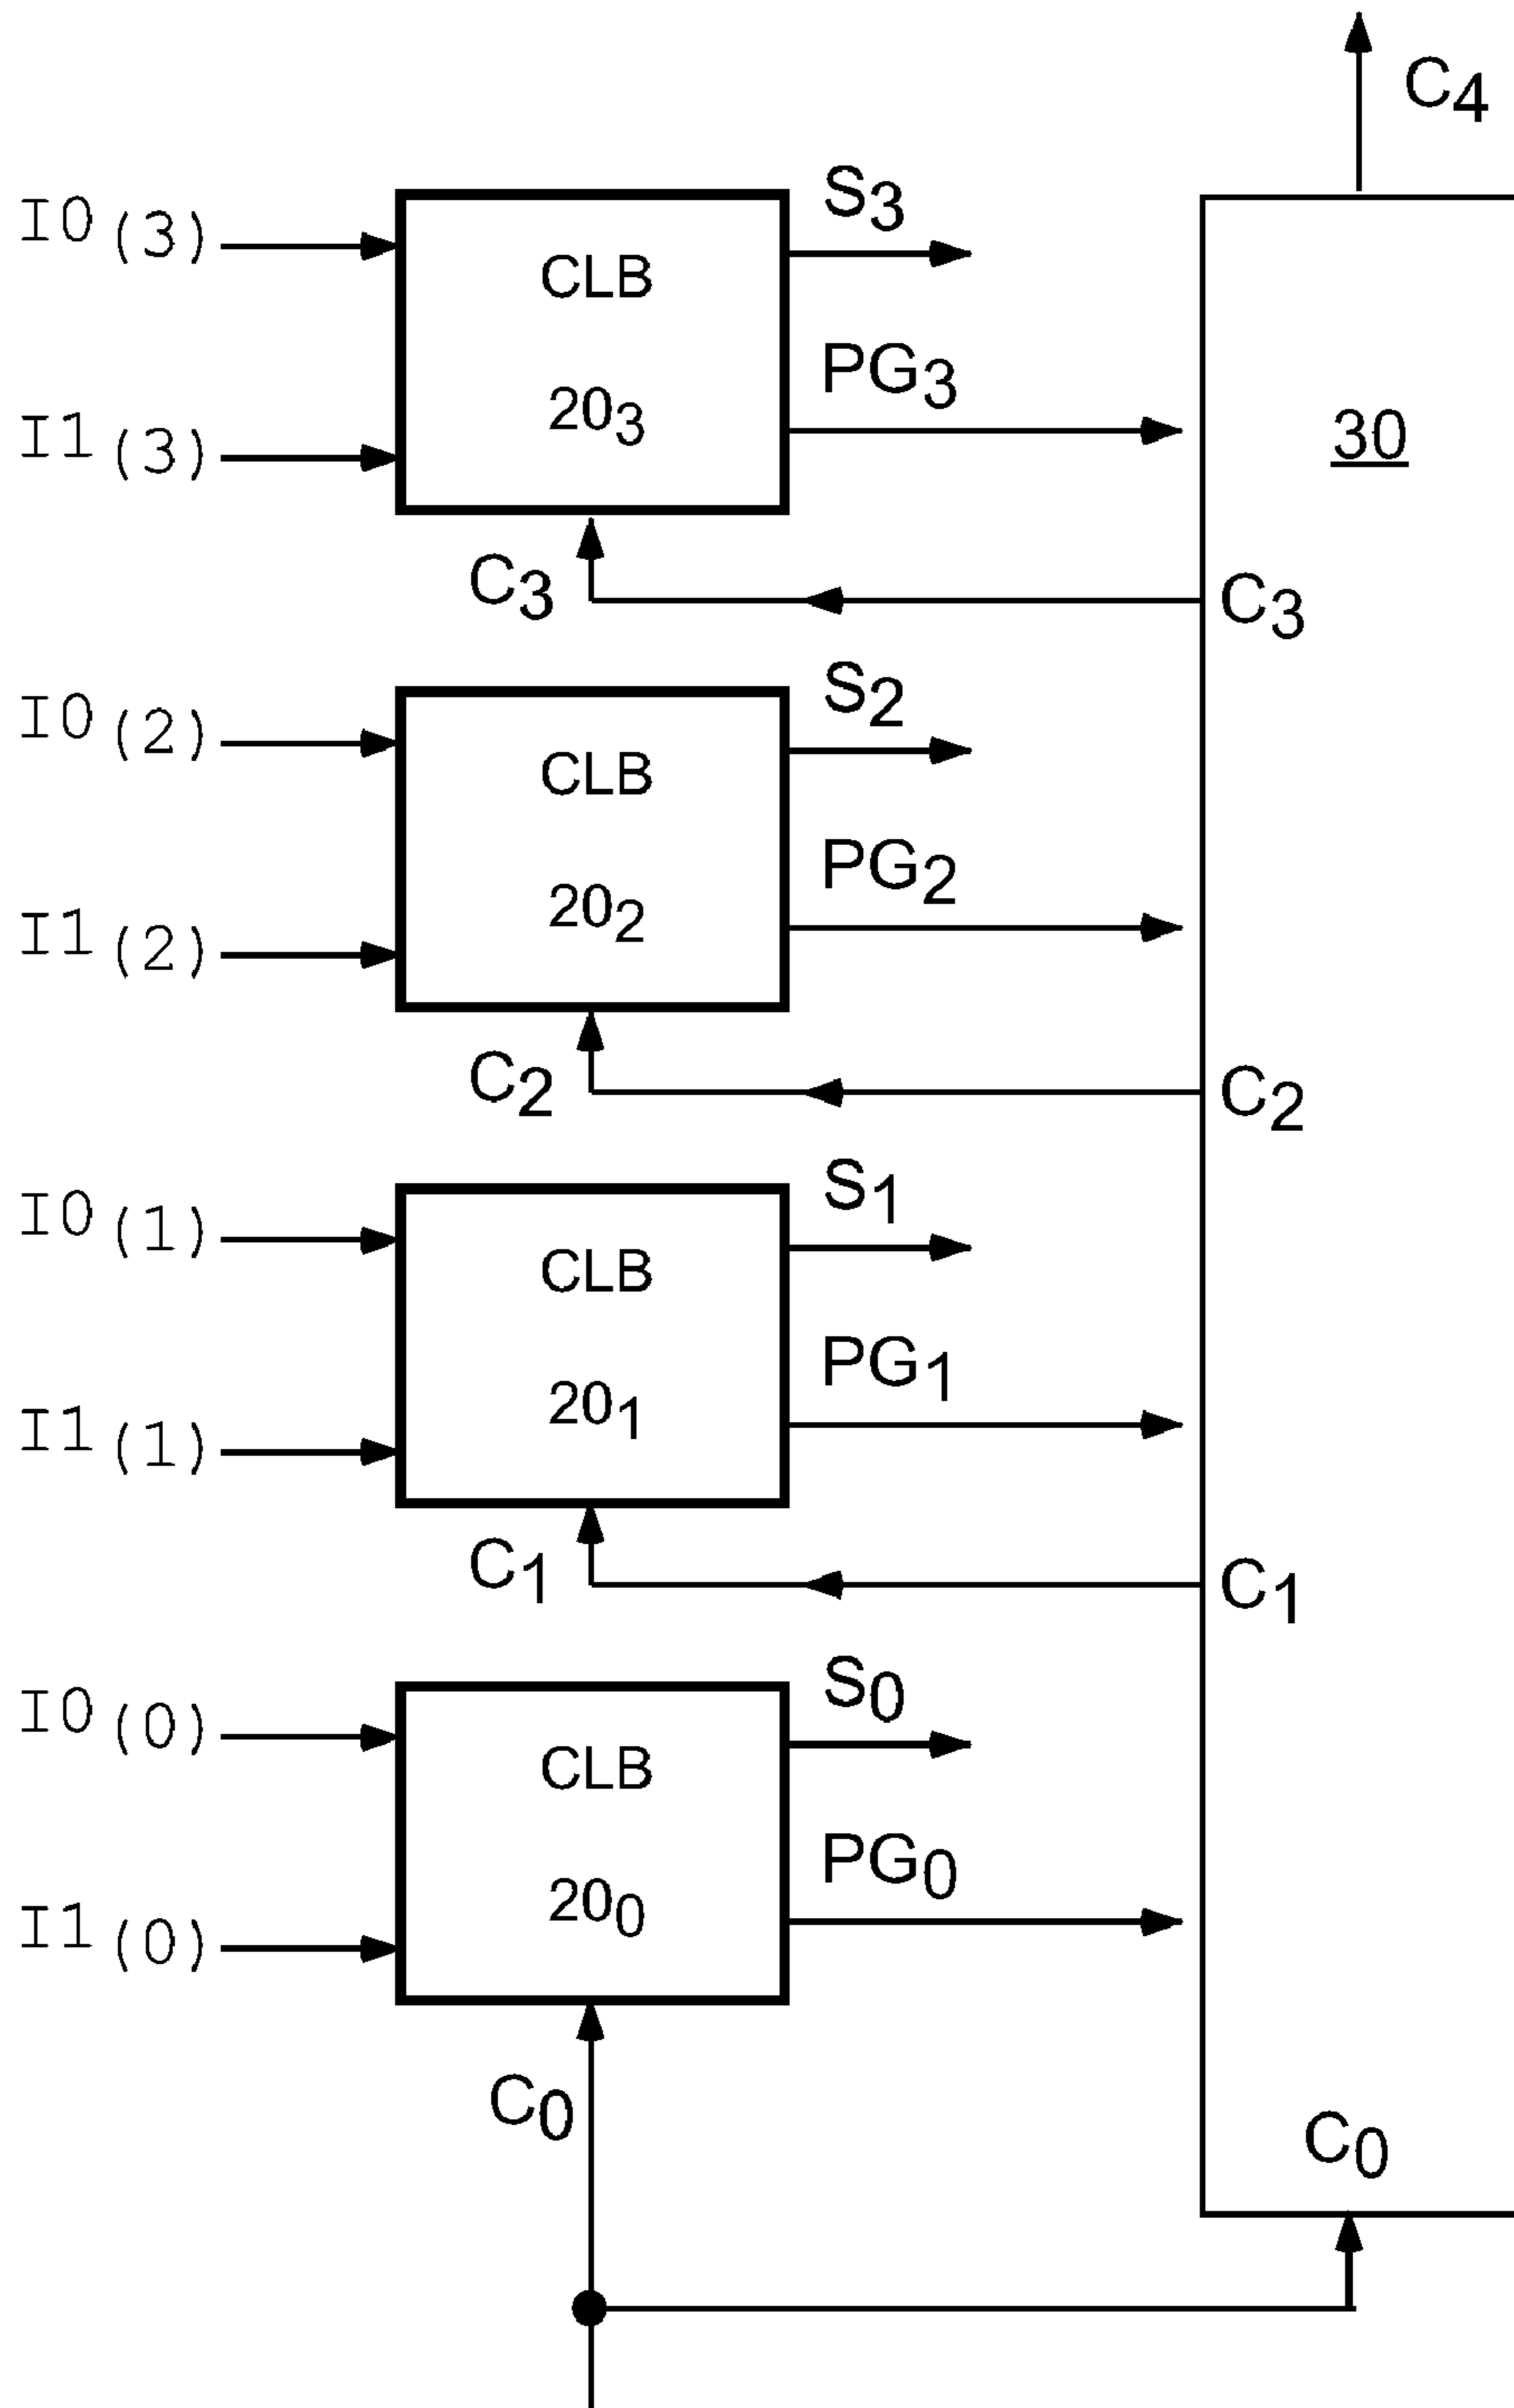 C4
I0(3)
S3
CLB
PG3
203
I1(3)
30
C3
C3
I0(2)
S2
CLB
PG2
202
I1(2)
C2
C2
I0(1)
S1
CLB
PG1
201
I1(1)
C1
C1
I0(0)
S0
CLB
PG0
200
I1(0)
C0
C0